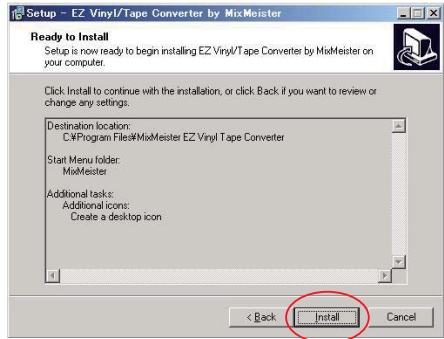 Setup - EZ Vinyl/Tape Converter by MixMeister
Ready to Install
Setup is now ready to begin installing EZ Vinyl/Tape Converter by MixMeister on
your computer.
Click Install to continue with the installation, or click Back if you want to review or
change any settings.
Destination location:
C:¥Program Files¥MixMeister EZ Vinyl Tape Converter
Start Menu folder:
MixMeister
Additional tasks:
Additional icons:
Create a desktop icon
< Back
Install
Cancel